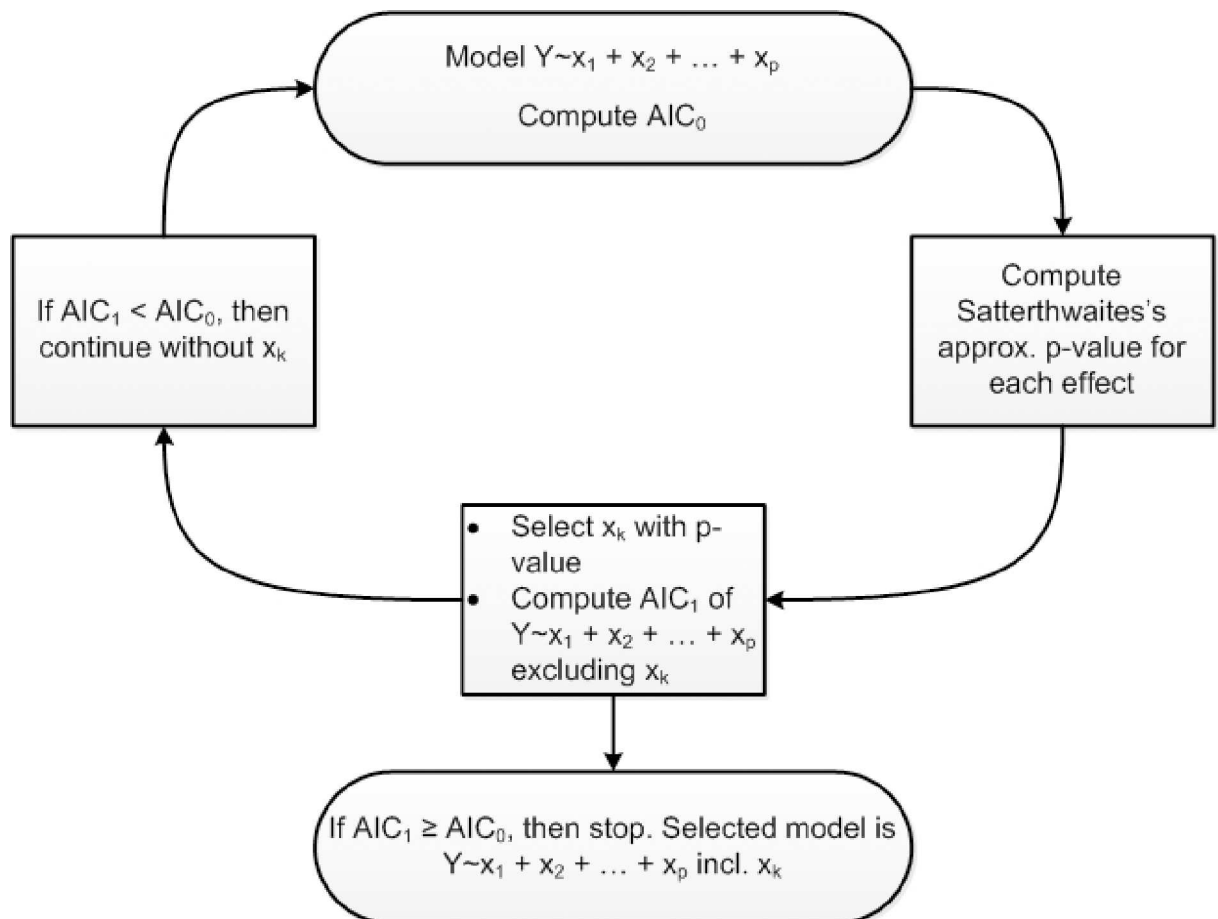 Model Y~x₁ + x₂ + … + xₚ
Compute AIC₀
If AIC₁ < AIC₀, then
continue without xₖ
Compute
Satterthwaites's
approx. p-value for
each effect
• Select xₖ with p-
value
• Compute AIC₁ of
Y~x₁ + x₂ + … + xₚ
excluding xₖ
If AIC₁ ≥ AIC₀, then stop. Selected model is
Y~x₁ + x₂ + … + xₚ incl. xₖ